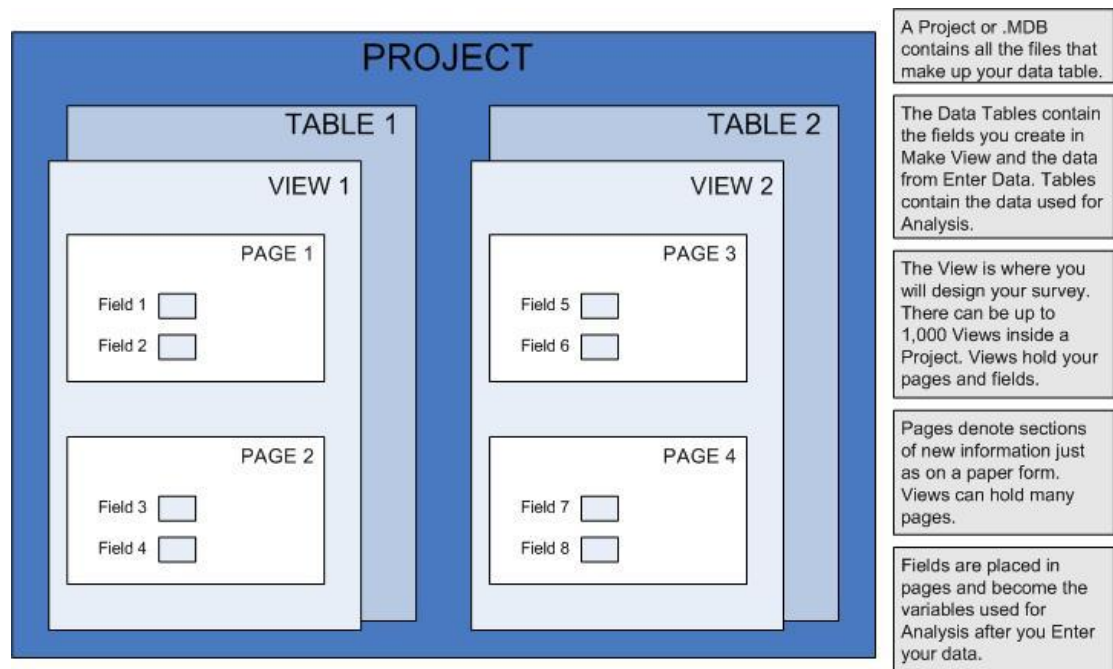 PROJECT
TABLE 1
VIEW 1
PAGE 1
Field 1
Field 2
PAGE 2
Field 3
Field 4
TABLE 2
VIEW 2
PAGE 3
Field 5
Field 6
PAGE 4
Field 7
Field 8
A Project or .MDB
contains all the files that
make up your data table.
The Data Tables contain
the fields you create in
Make View and the data
from Enter Data. Tables
contain the data used for
Analysis.
The View is where you
will design your survey.
There can be up to
1,000 Views inside a
Project. Views hold your
pages and fields.
Pages denote sections
of new information just
as on a paper form.
Views can hold many
pages.
Fields are placed in
pages and become the
variables used for
Analysis after you Enter
your data.